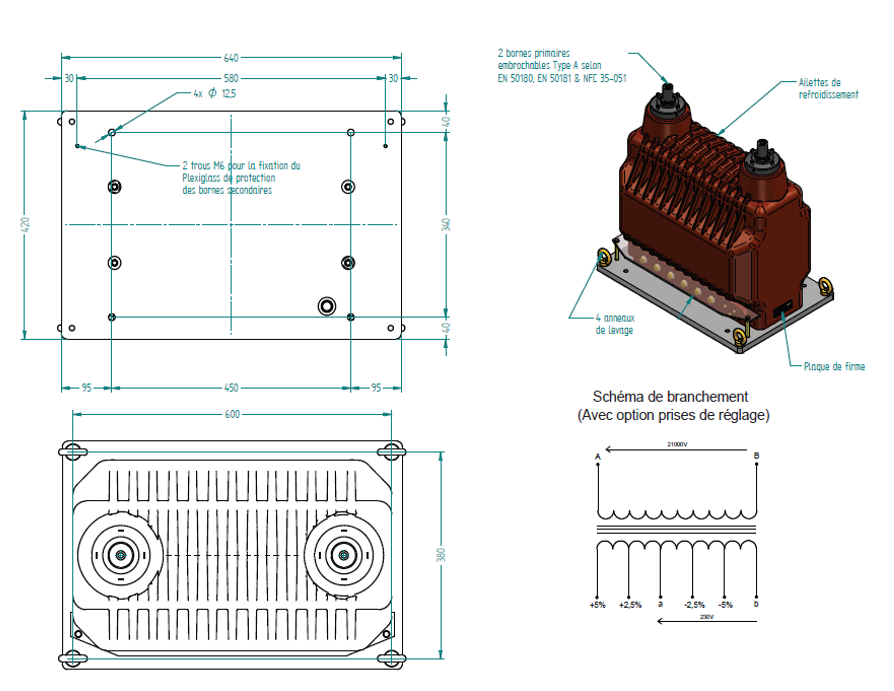 640
30
580
30
4x Ø 12,5
40
2 trous M6 pour la fixation du
Plexiglass de protection
des bornes secondaires
420
340
40
95
450
95
600
380
2 bornes primaires
embrochables Type A selon
EN 50180, EN 50181 & NFC 35-051
Ailettes de
refroidissement
4 anneaux
de levage
Plaque de firme
Schéma de branchement
(Avec option prises de réglage)
21000V
A
B
+5%
+2,5%
a
-2,5%
-5%
b
230V